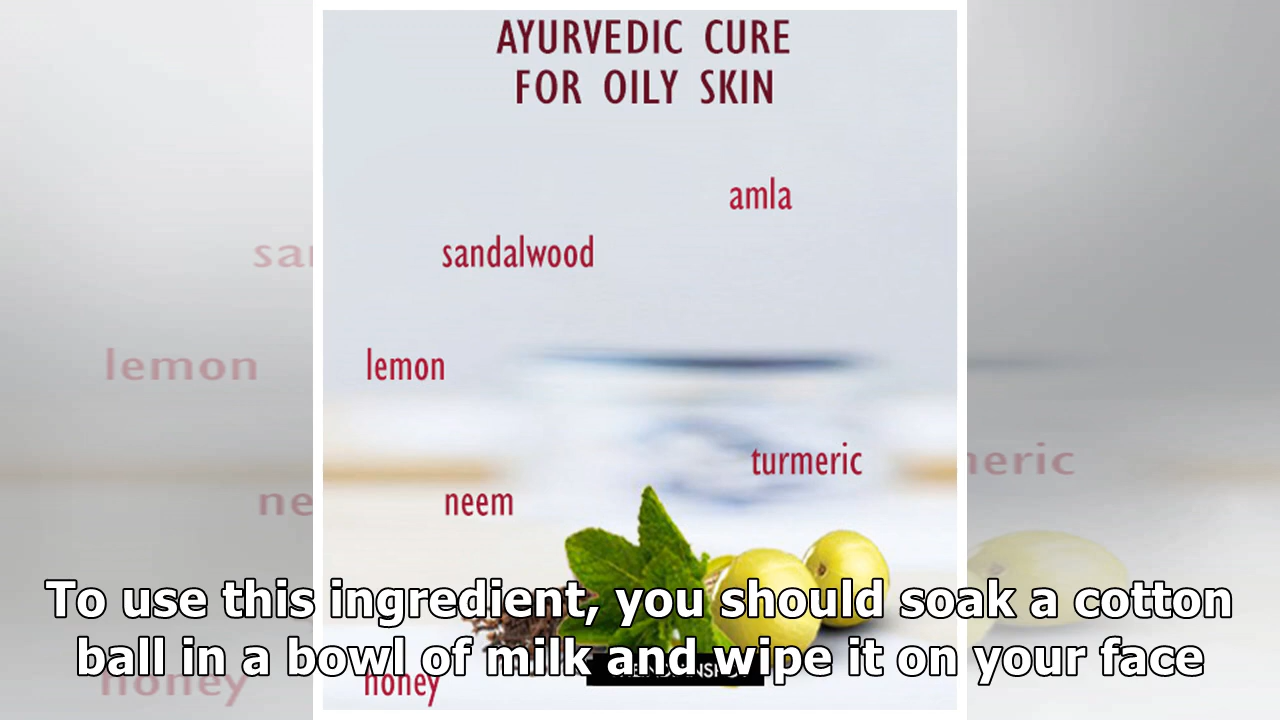 AYURVEDIC CURE
FOR OILY SKIN
amla
sandalwood
lemon
turmeric
neem
honey
To use this ingredient, you should soak a cotton
ball in a bowl of milk and wipe it on your face